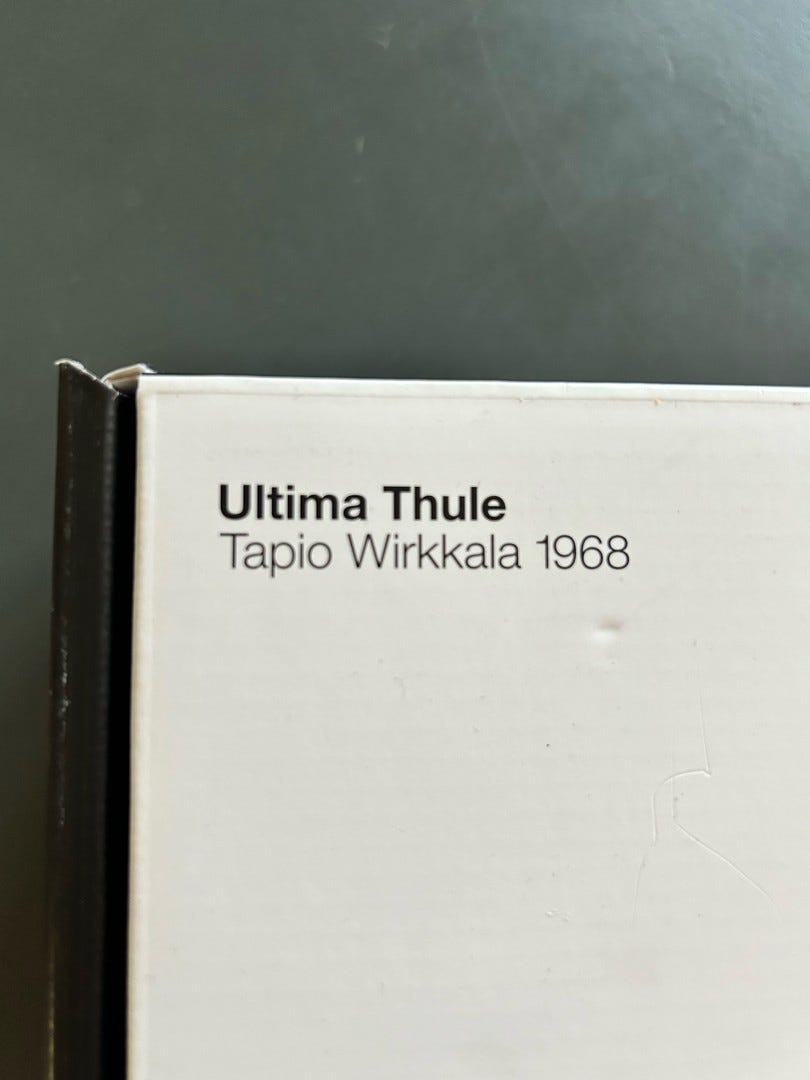 Ultima Thule
Tapio Wirkkala 1968